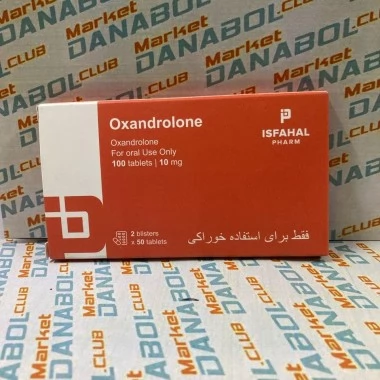 Oxandrolone
Oxandrolone
For oral Use Only
100 tablets | 10 mg
ISFAHAL
PHARM
2 blisters
x 50 tablets
فقط برای استفاده خوراکی
Market
DANABOL.CLUB